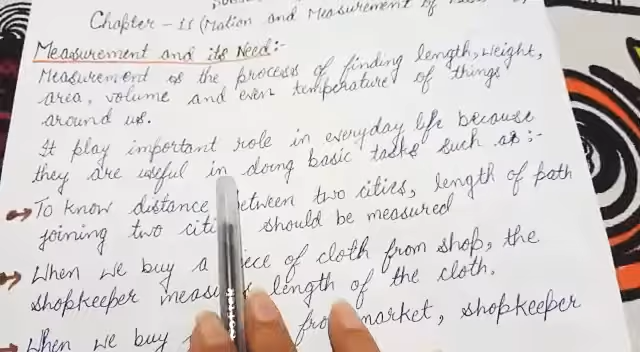 Chapter - 11 (Motion and Measurement of
Measurement and its Need:-
Measurement is the process of finding length, weight,
area, volume and even temperature of things
around us.
It play important role in everyday life because
they are useful in doing basic tasks such as:-
→ To know distance between two cities, length of path
joining two citi should be measured
→ When we buy a iece of cloth from shop, the
shopkeeper measu s length of the cloth.
→ When we buy from market, shopkeeper